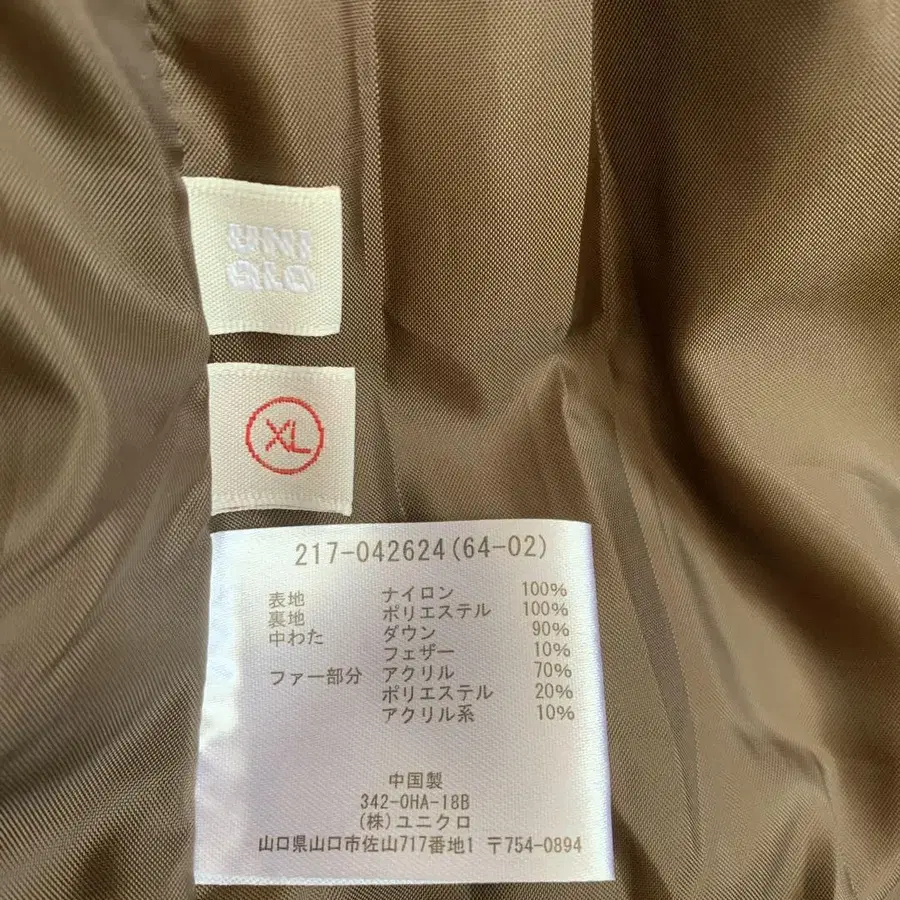 UNI
QLO
XL
217-042624(64-02)
表地 ナイロン 100%
裏地 ポリエステル 100%
中わた ダウン 90%
フェザー 10%
ファー部分 アクリル 70%
ポリエステル 20%
アクリル系 10%
中国製
342-OHA-18B
(株)ユニクロ
山口県山口市佐山717番地1 〒754-0894